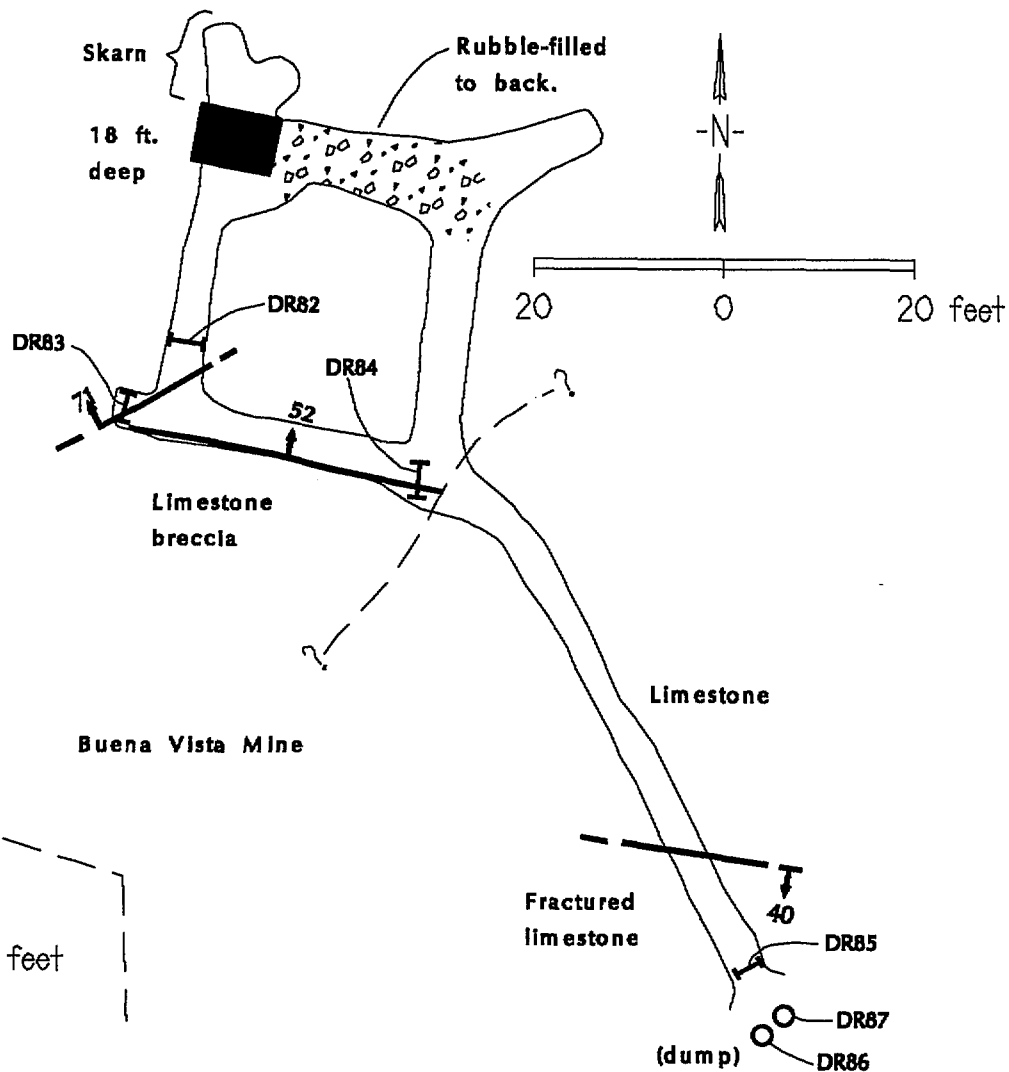 Skarn
Rubble-filled
to back.
18 ft.
deep
-N-
20 0 20 feet
DR82
DR83
DR84
?
71
52
Limestone
breccia
?
Limestone
Buena Vista Mine
Fractured
limestone
40
DR85
feet
DR87
(dump)
DR86